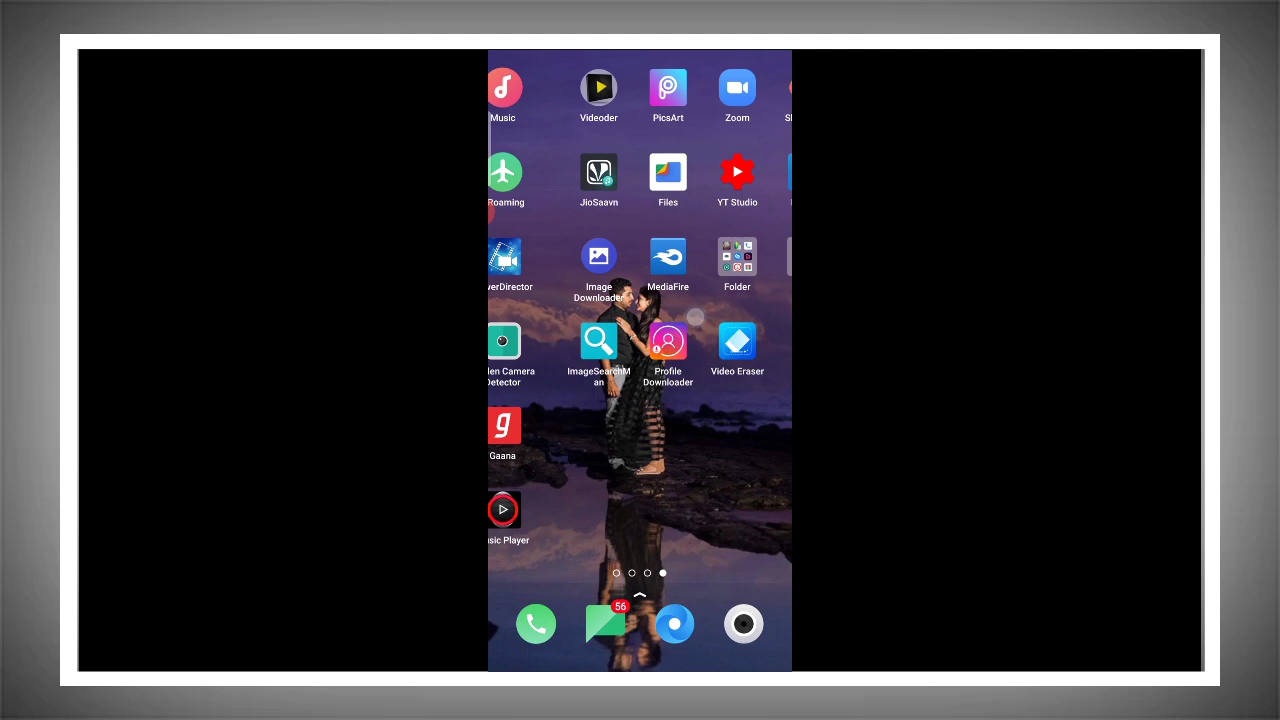 Music
Videoder
PicsArt
Zoom
Roaming
JioSaavn
Files
YT Studio
verDirector
Image
Downloader
MediaFire
Folder
len Camera
Detector
ImageSearchM
an
Profile
Downloader
Video Eraser
g
Gaana
sic Player
56